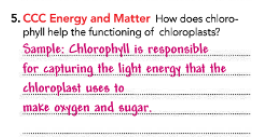 5. CCC Energy and Matter How does chloro-
phyll help the functioning of chloroplasts?
Sample: Chlorophyll is responsible
for capturing the light energy that the
chloroplast uses to
make oxygen and sugar.